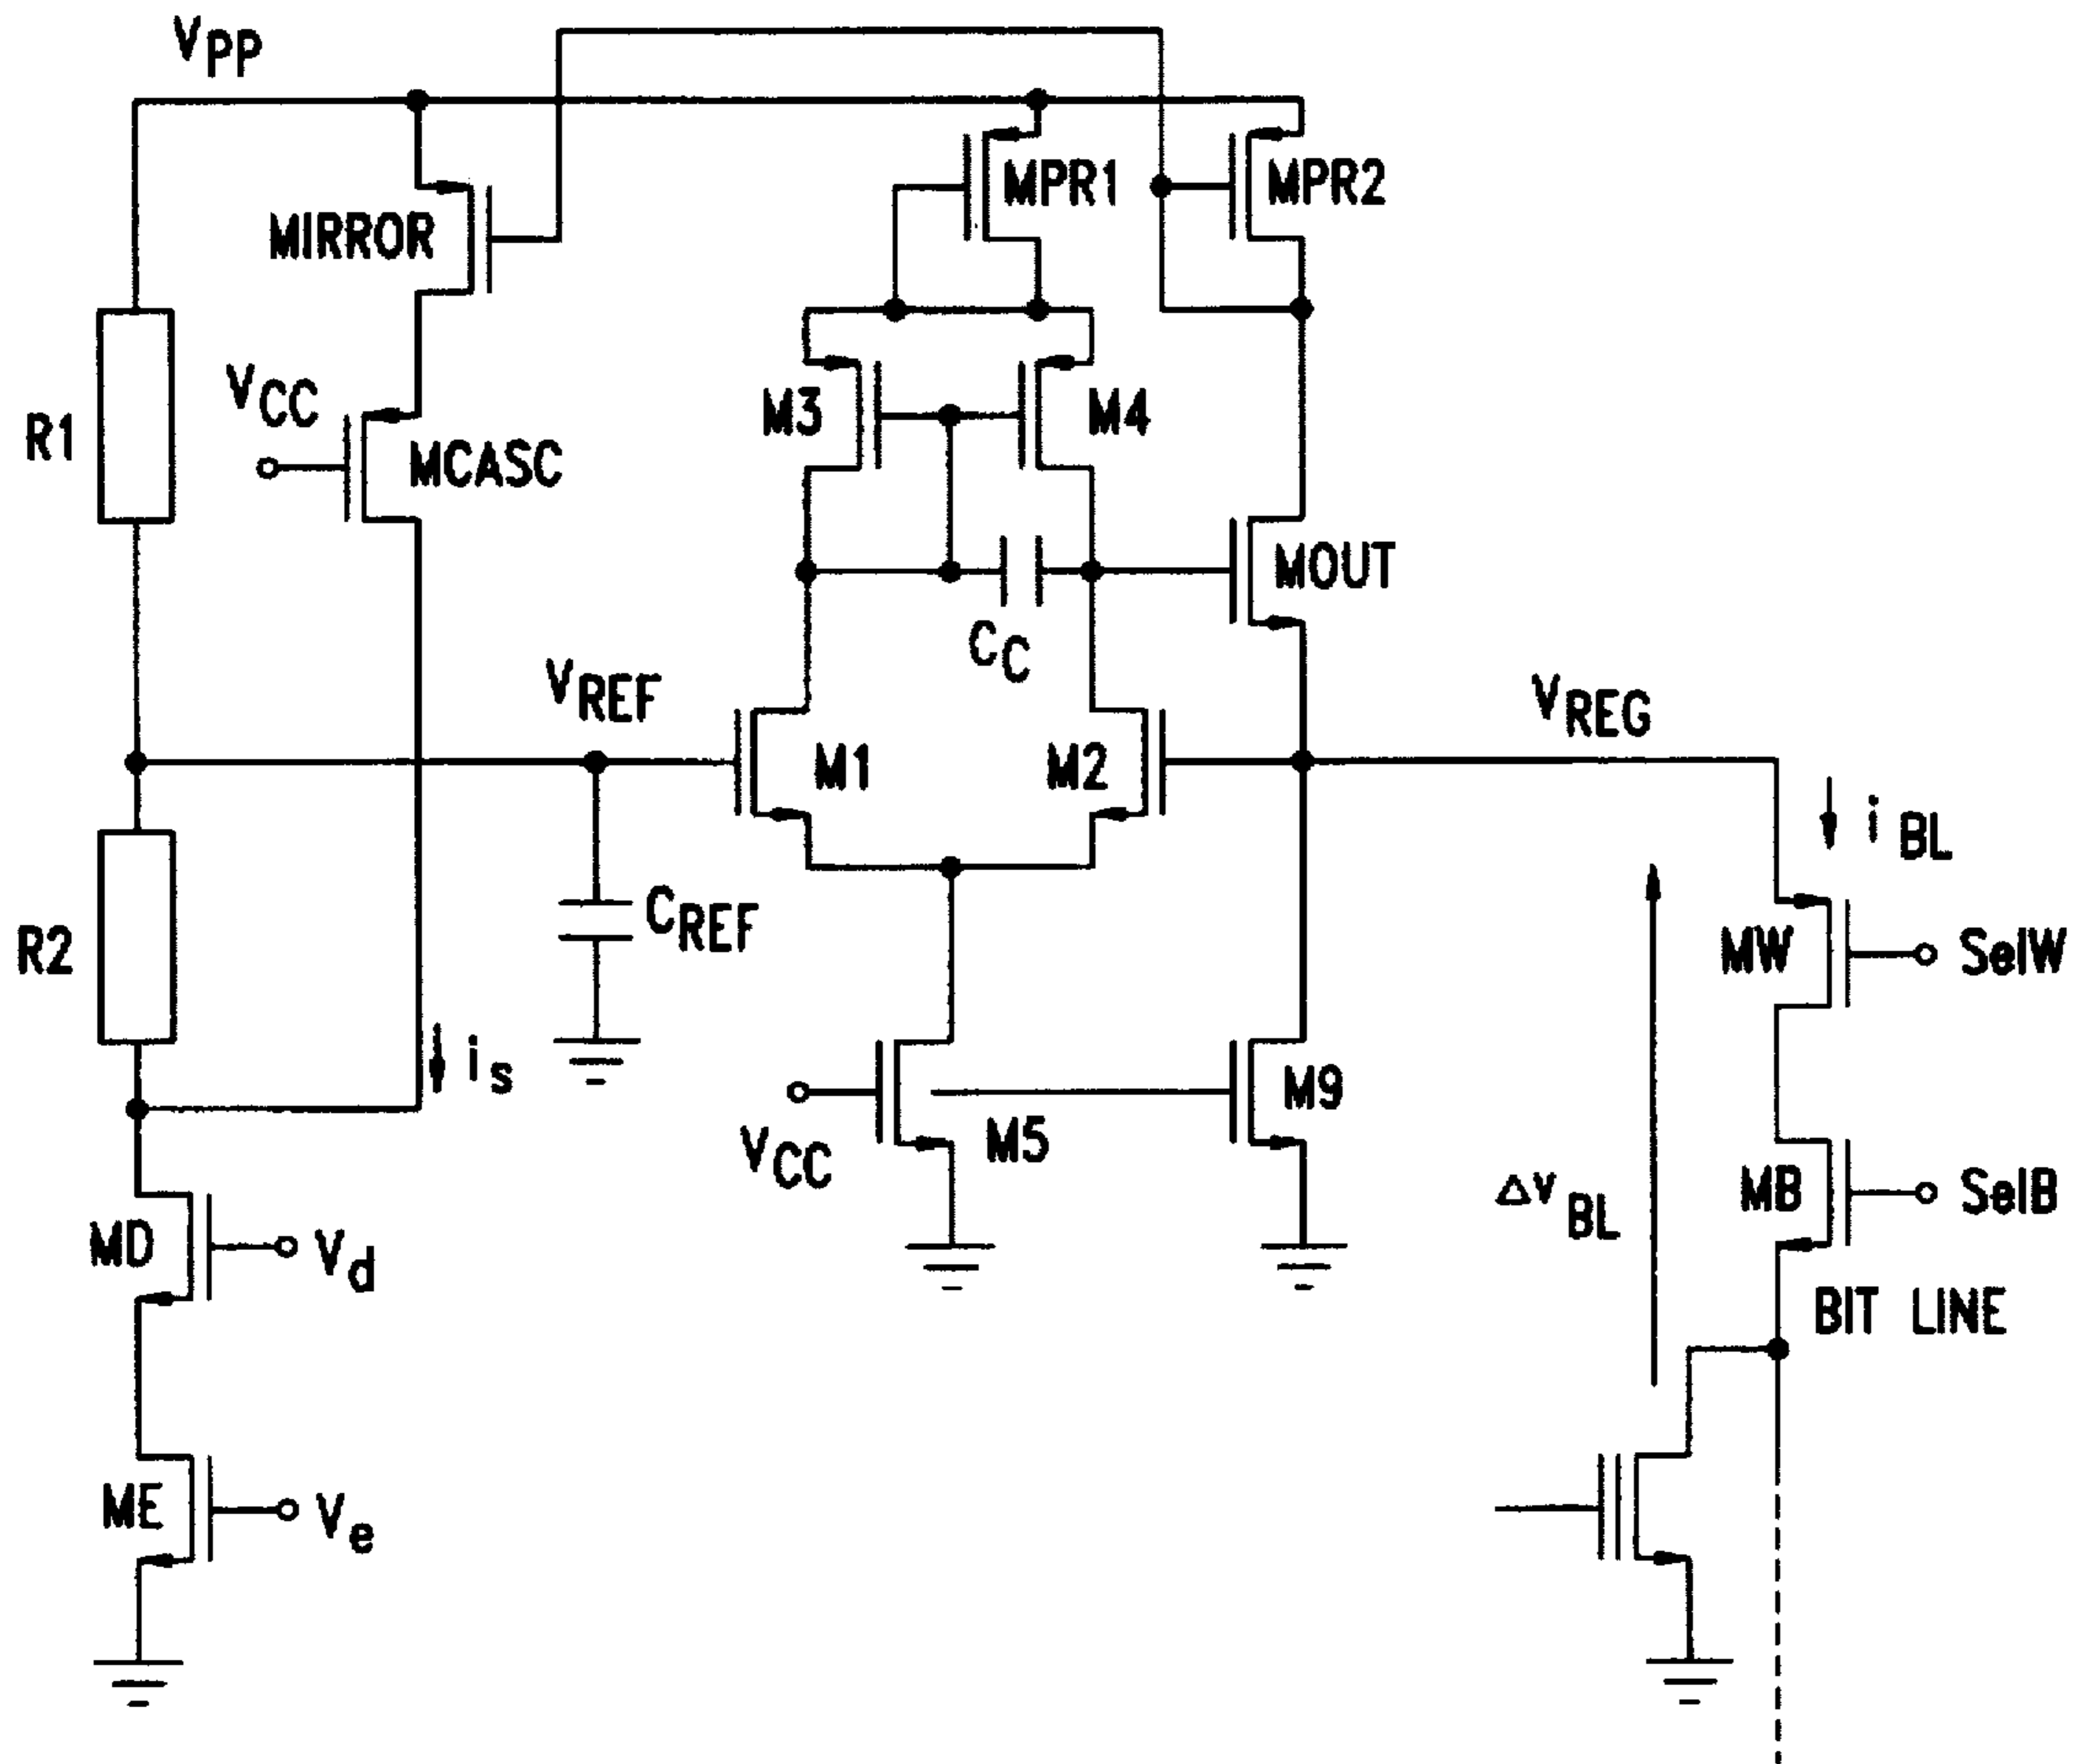 VPP
MPR1
MPR2
MIRROR
VCC
R1
MCASC
M3
M4
MOUT
CC
VREF
VREG
M1
M2
iBL
CREF
R2
MW
SelW
is
M9
VCC
M5
ΔvBL
MB
SelB
MD
Vd
BIT LINE
ME
Ve